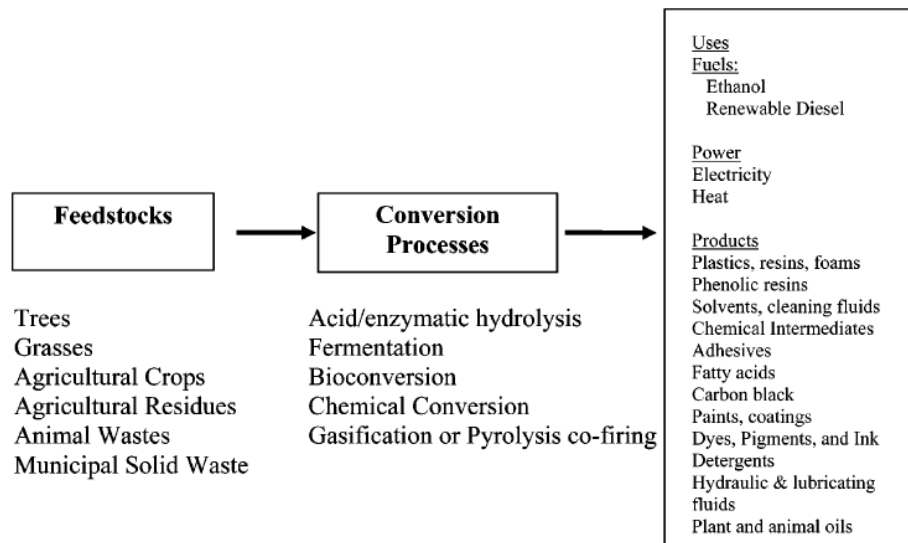 Feedstocks
Trees
Grasses
Agricultural Crops
Agricultural Residues
Animal Wastes
Municipal Solid Waste
Conversion
Processes
Acid/enzymatic hydrolysis
Fermentation
Bioconversion
Chemical Conversion
Gasification or Pyrolysis co-firing
Uses
Fuels:
Ethanol
Renewable Diesel
Power
Electricity
Heat
Products
Plastics, resins, foams
Phenolic resins
Solvents, cleaning fluids
Chemical Intermediates
Adhesives
Fatty acids
Carbon black
Paints, coatings
Dyes, Pigments, and Ink
Detergents
Hydraulic & lubricating
fluids
Plant and animal oils